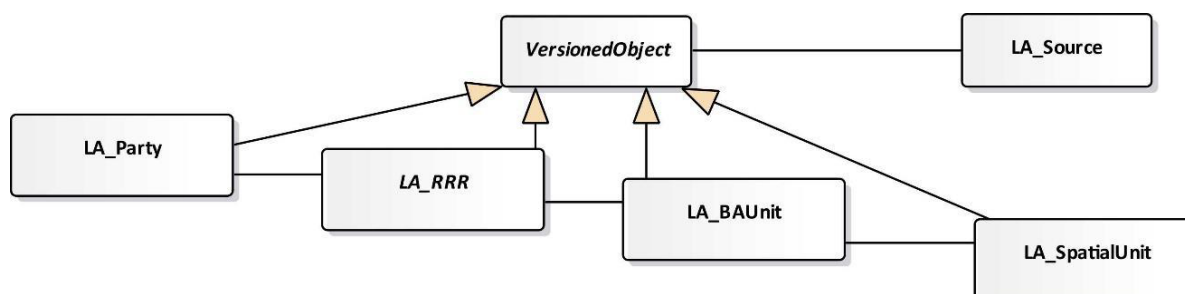 VersionedObject
LA_Source
LA_Party
LA_RRR
LA_BAUnit
LA_SpatialUnit